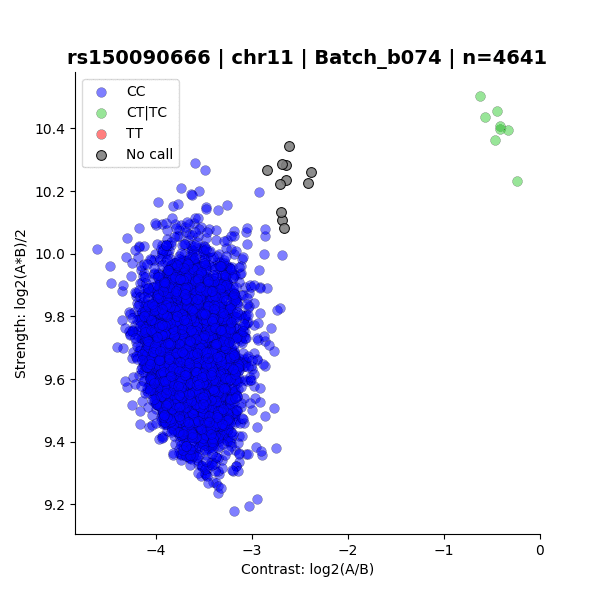 rs150090666 | chr11 | Batch_b074 | n=4641
CC
CT|TC
TT
No call
Strength: log2(A*B)/2
10.4
10.2
10.0
9.8
9.6
9.4
9.2
−4
−3
−2
−1
0
Contrast: log2(A/B)